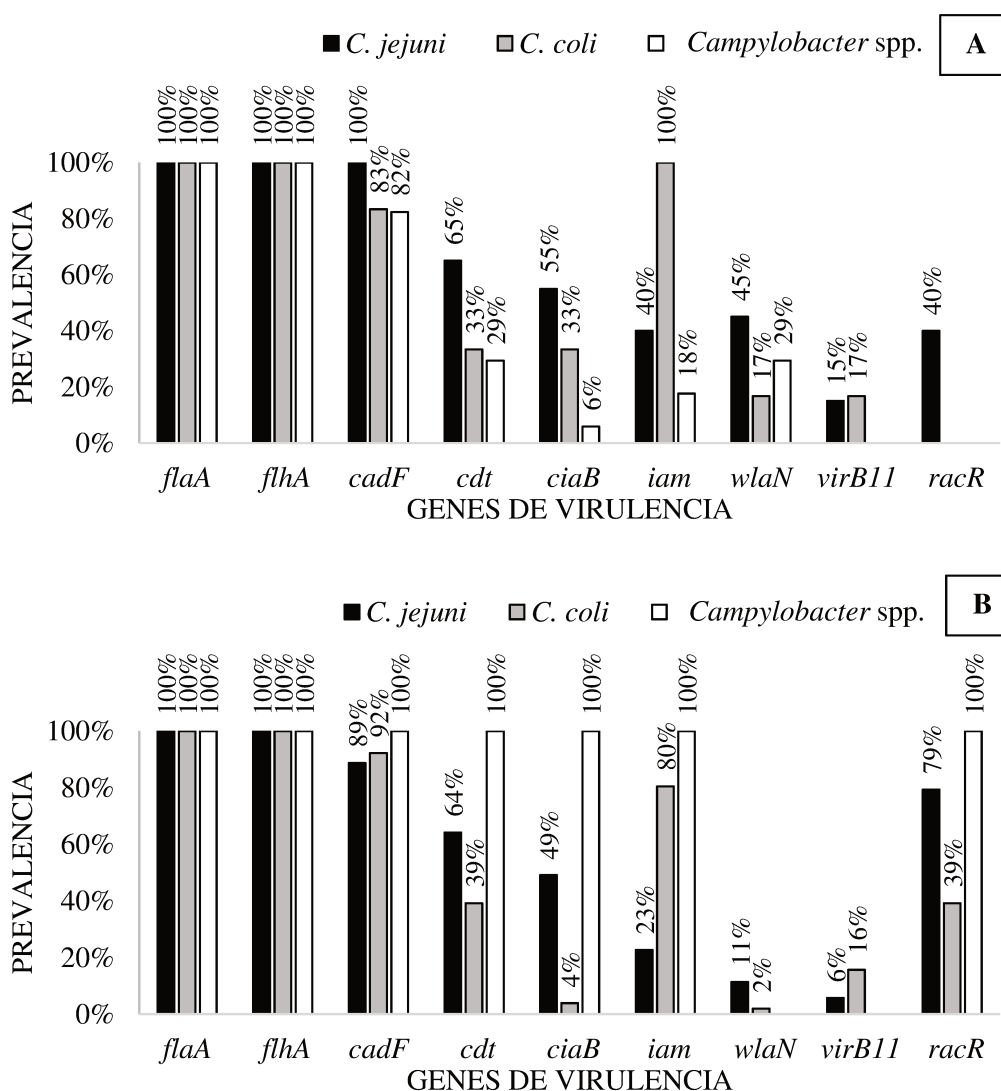 C. jejuni C. coli Campylobacter spp. A
100% 100% 100% 100% 100% 100% 100% 83% 82% 65% 33% 29% 55% 33% 6% 40% 100% 18% 45% 17% 29% 15% 17% 40%
100%
80%
60%
40%
20%
0%
PREVALENCIA
flaA flhA cadF cdt ciaB iam wlaN virB11 racR
GENES DE VIRULENCIA
C. jejuni C. coli Campylobacter spp. B
100% 100% 100% 100% 100% 100% 89% 92% 100% 64% 39% 100% 49% 4% 100% 23% 80% 100% 11% 2% 6% 16% 79% 39% 100%
100%
80%
60%
40%
20%
0%
PREVALENCIA
flaA flhA cadF cdt ciaB iam wlaN virB11 racR
GENES DE VIRULENCIA